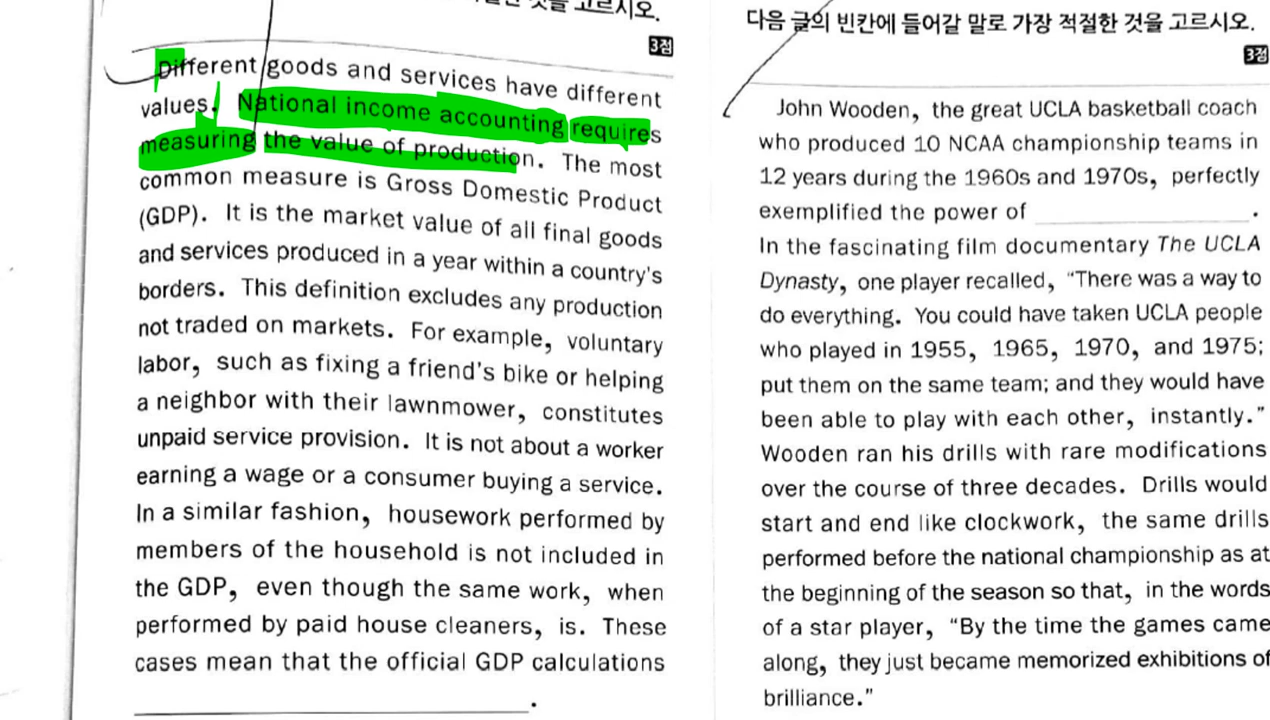 것을 고르시오.
3점
Different goods and services have different
values. National income accounting requires
measuring the value of production. The most
common measure is Gross Domestic Product
(GDP). It is the market value of all final goods
and services produced in a year within a country's
borders. This definition excludes any production
not traded on markets. For example, voluntary
labor, such as fixing a friend's bike or helping
a neighbor with their lawnmower, constitutes
unpaid service provision. It is not about a worker
earning a wage or a consumer buying a service.
In a similar fashion, housework performed by
members of the household is not included in
the GDP, even though the same work, when
performed by paid house cleaners, is. These
cases mean that the official GDP calculations
____________________.
다음 글의 빈칸에 들어갈 말로 가장 적절한 것을 고르시오.
3점
John Wooden, the great UCLA basketball coach
who produced 10 NCAA championship teams in
12 years during the 1960s and 1970s, perfectly
exemplified the power of ____________________.
In the fascinating film documentary The UCLA
Dynasty, one player recalled, “There was a way to
do everything. You could have taken UCLA people
who played in 1955, 1965, 1970, and 1975;
put them on the same team; and they would have
been able to play with each other, instantly.”
Wooden ran his drills with rare modifications
over the course of three decades. Drills would
start and end like clockwork, the same drills
performed before the national championship as at
the beginning of the season so that, in the words
of a star player, “By the time the games came
along, they just became memorized exhibitions of
brilliance.”